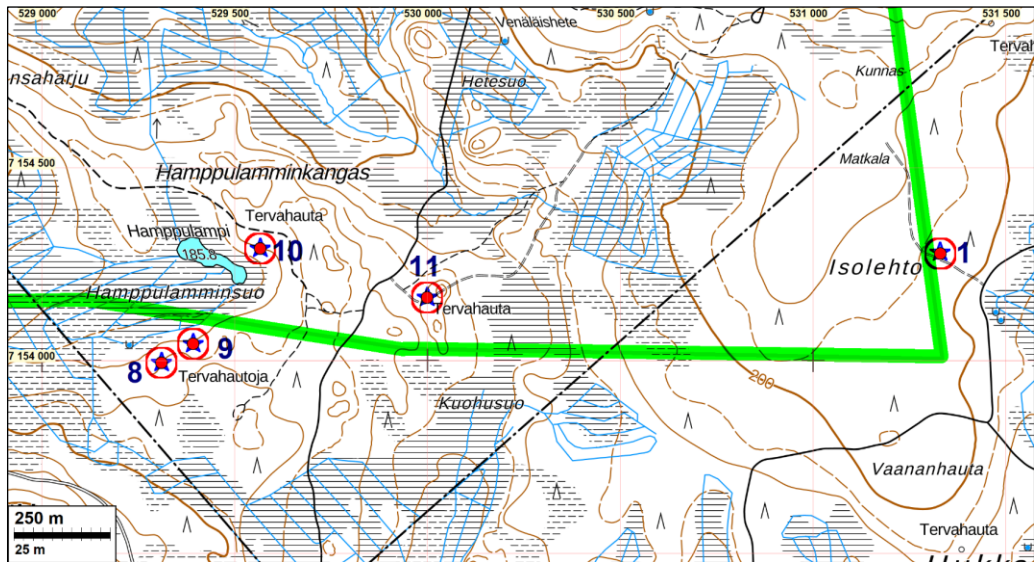 529 000
529 500
530 000
530 500
531 000
531 500
Venäläishete
Tervah
Kunnas
nsaharju
Hetesuo
7 154 500
Matkala
Hamppulamminkangas
Tervahauta
Hamppulampi
185.8
10
11
1
Isolehto
Hamppulamminsuo
Tervahauta
9
7 154 000
8
Tervahautoja
200
Kuohusuo
Vaananhauta
250 m
25 m
Tervahauta
Hukka